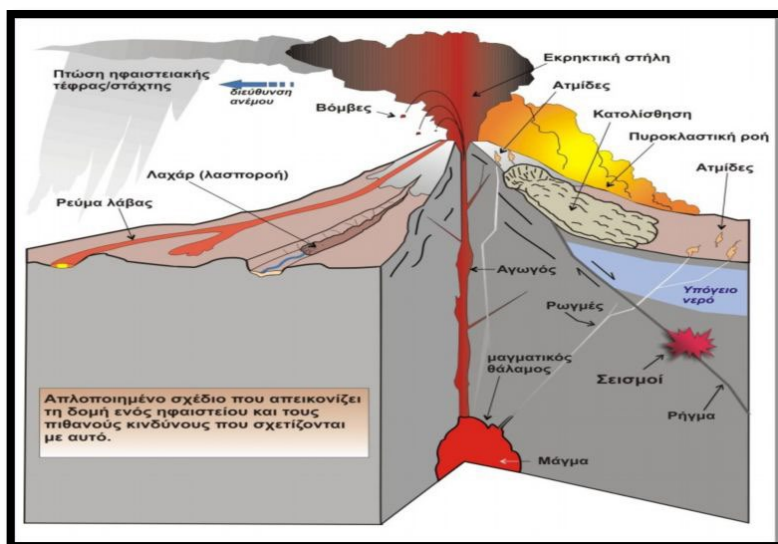 Εκρηκτική στήλη
Πτώση ηφαιστειακής
τέφρας/στάχτης
διεύθυνση
ανέμου
Βόμβες
Ατμίδες
Κατολίσθηση
Πυροκλαστική ροή
Ατμίδες
Λαχάρ (λασπορoή)
Ρεύμα λάβας
Αγωγός
Υπόγειο
νερό
Ρωγμές
μαγματικός
θάλαμος
Σεισμοί
Ρήγμα
Μάγμα
Απλοποιημένο σχέδιο που απεικονίζει
τη δομή ενός ηφαιστείου και τους
πιθανούς κινδύνους που σχετίζονται
με αυτό.